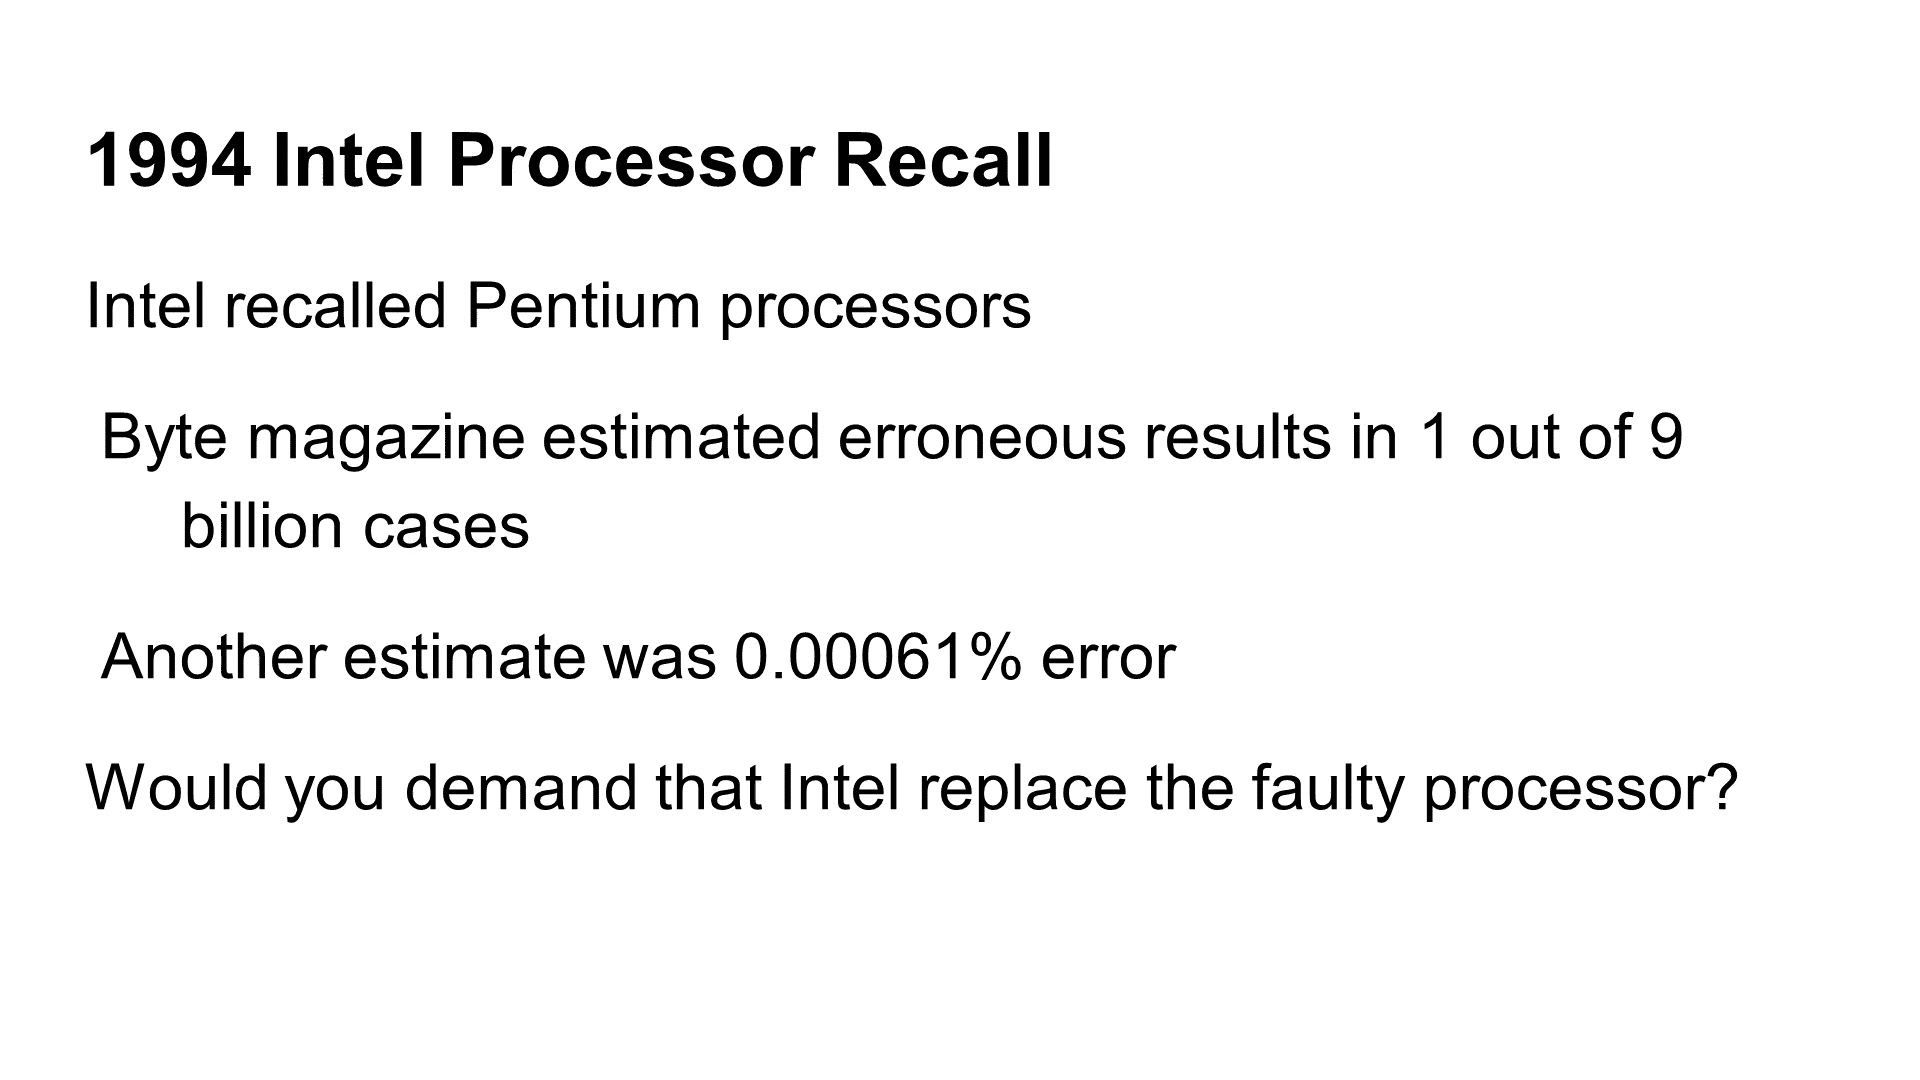 1994 Intel Processor Recall
Intel recalled Pentium processors
Byte magazine estimated erroneous results in 1 out of 9
billion cases
Another estimate was 0.00061% error
Would you demand that Intel replace the faulty processor?